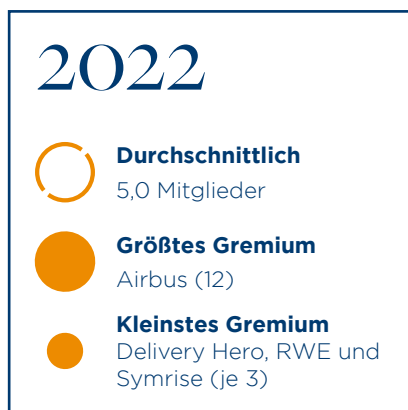 2022
Durchschnittlich
5,0 Mitglieder
Größtes Gremium
Airbus (12)
Kleinstes Gremium
Delivery Hero, RWE und
Symrise (je 3)